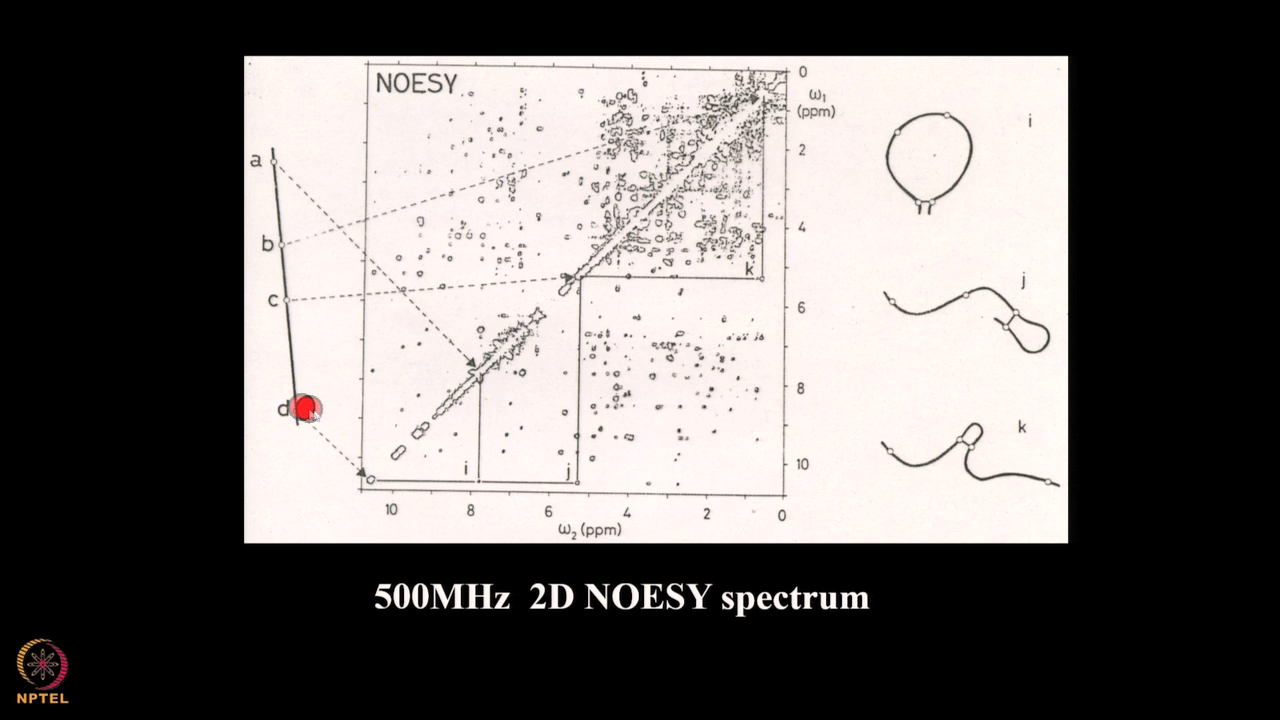 NOESY
0
ω₁
(ppm)
2
4
6
8
10
a
b
c
d
i
j
k
i
j
k
10
8
6
4
2
0
ω₂ (ppm)
500MHz 2D NOESY spectrum
NPTEL